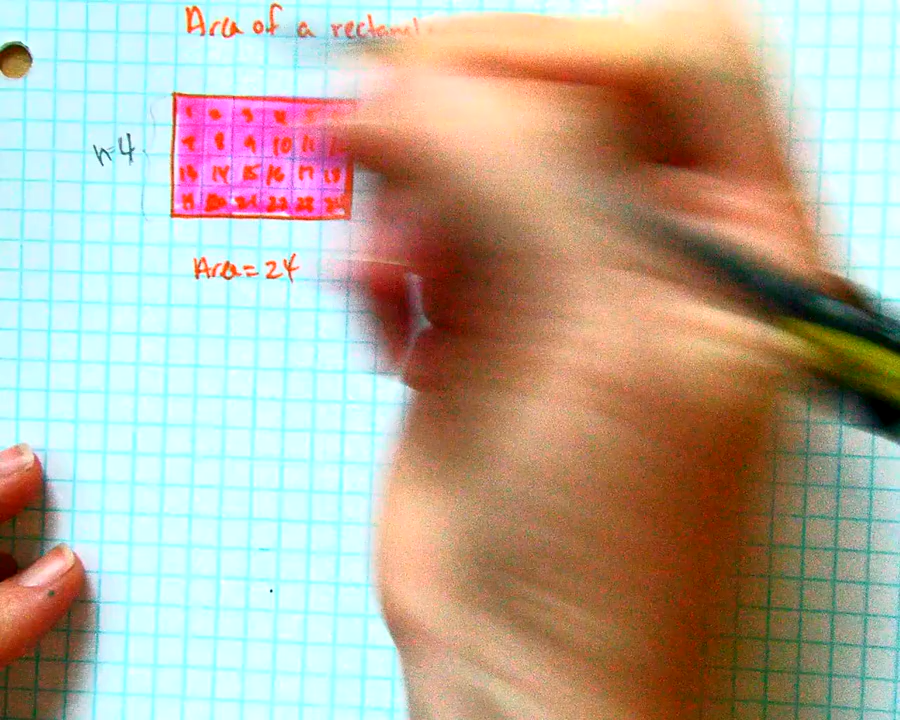 Area of a rectangl
1 2 3 4 5
7 8 9 10 11 12
13 14 15 16 17 18
19 20 21 22 23 24
h=4
Area = 24